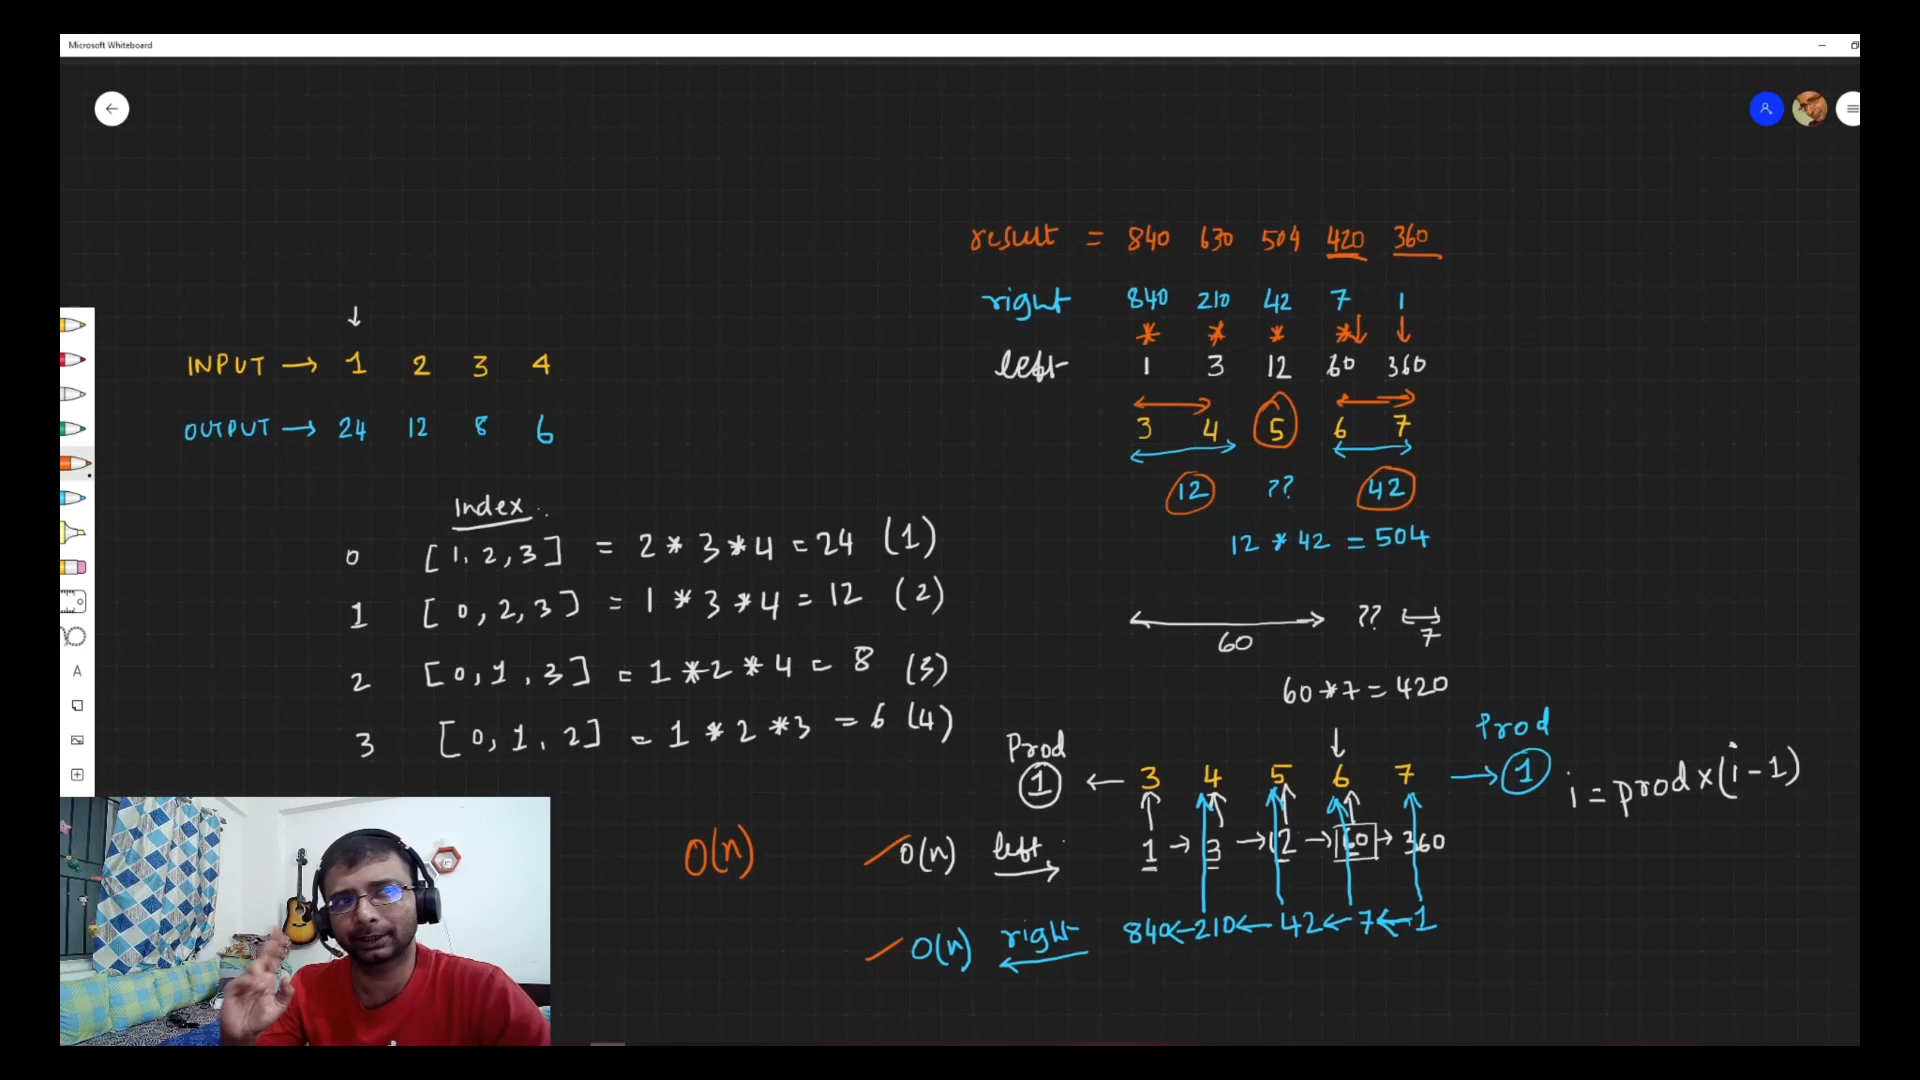 Microsoft Whiteboard
INPUT → 1 2 3 4
OUTPUT → 24 12 8 6
Index
0 [1, 2, 3] = 2 * 3 * 4 = 24 (1)
1 [0, 2, 3] = 1 * 3 * 4 = 12 (2)
2 [0, 1, 3] = 1 * 2 * 4 = 8 (3)
3 [0, 1, 2] = 1 * 2 * 3 = 6 (4)
result = 840 630 504 420 360
right 840 210 42 7 1
* * * *
left 1 3 12 60 360
3 4 5 6 7
12 ?? 42
12 * 42 = 504
?? 
60 7
60 * 7 = 420
Prod Prod
1 ← 3 4 5 6 7 → 1 i = prod x (i - 1)
O(n) O(n) left 1 → 3 → 12 → 60 → 360
O(n) right 840 ← 210 ← 42 ← 7 ← 1
A